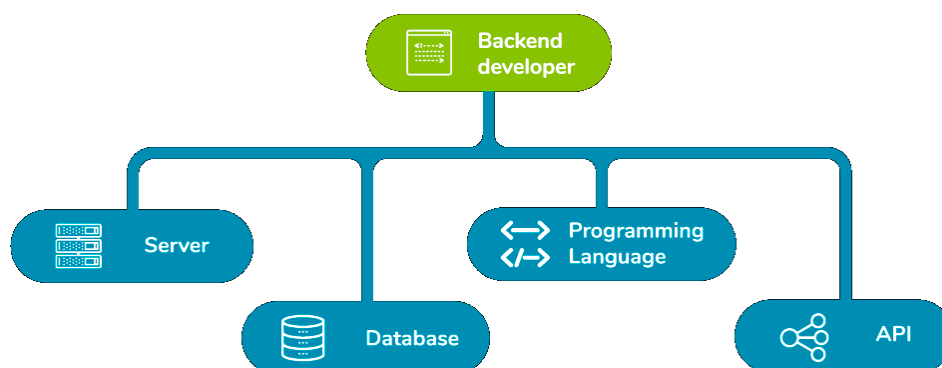 Backend
developer
Server
Programming
Language
Database
API